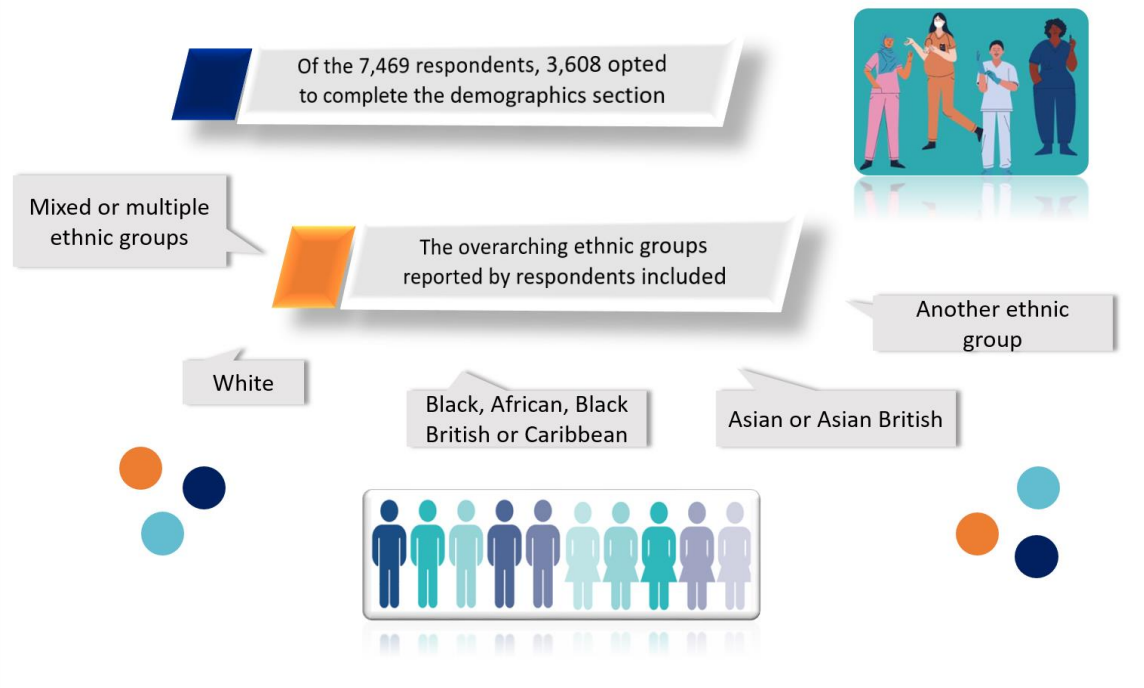 Of the 7,469 respondents, 3,608 opted
to complete the demographics section
Mixed or multiple
ethnic groups
The overarching ethnic groups
reported by respondents included
Another ethnic
group
White
Black, African, Black
British or Caribbean
Asian or Asian British